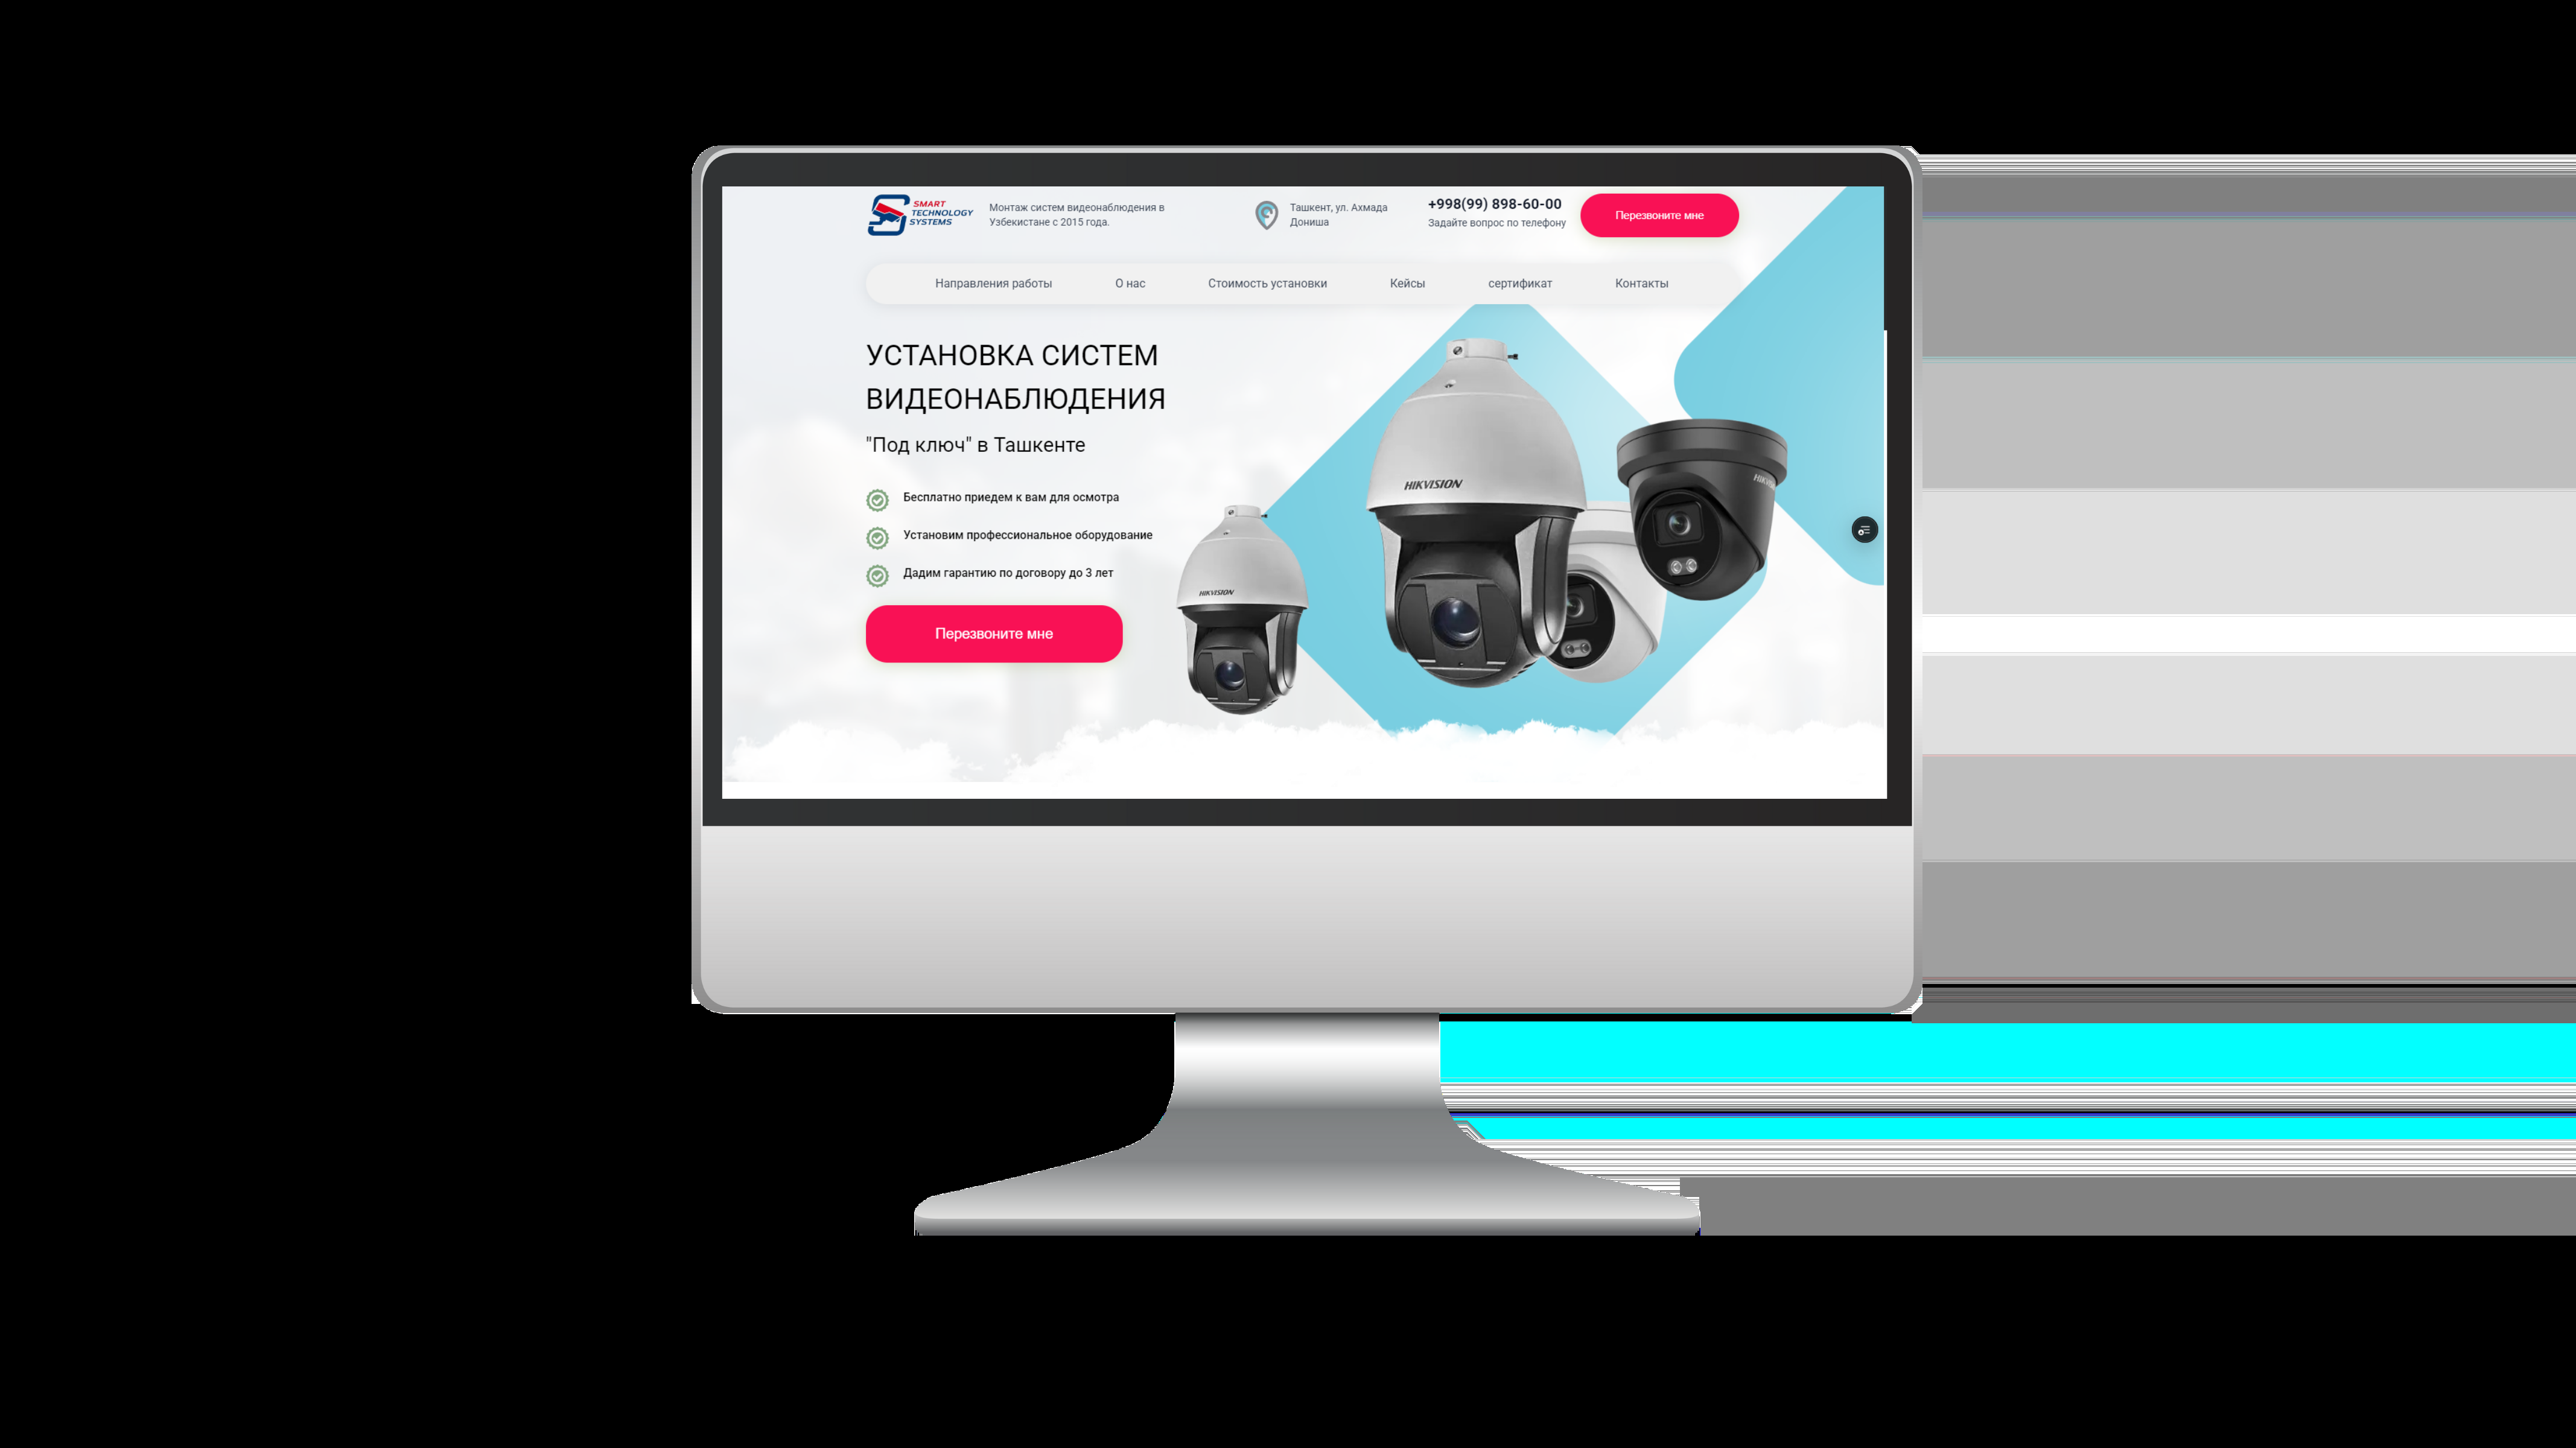 SMART
TECHNOLOGY
SYSTEMS
Монтаж систем видеонаблюдения в
Узбекистане с 2015 года.
Ташкент, ул. Ахмада
Дониша
+998(99) 898-60-00
Задайте вопрос по телефону
Перезвоните мне
Направления работы
О нас
Стоимость установки
Кейсы
сертификат
Контакты
УСТАНОВКА СИСТЕМ
ВИДЕОНАБЛЮДЕНИЯ
"Под ключ" в Ташкенте
Бесплатно приедем к вам для осмотра
Установим профессиональное оборудование
Дадим гарантию по договору до 3 лет
Перезвоните мне
HIKVISION
HIKVISION